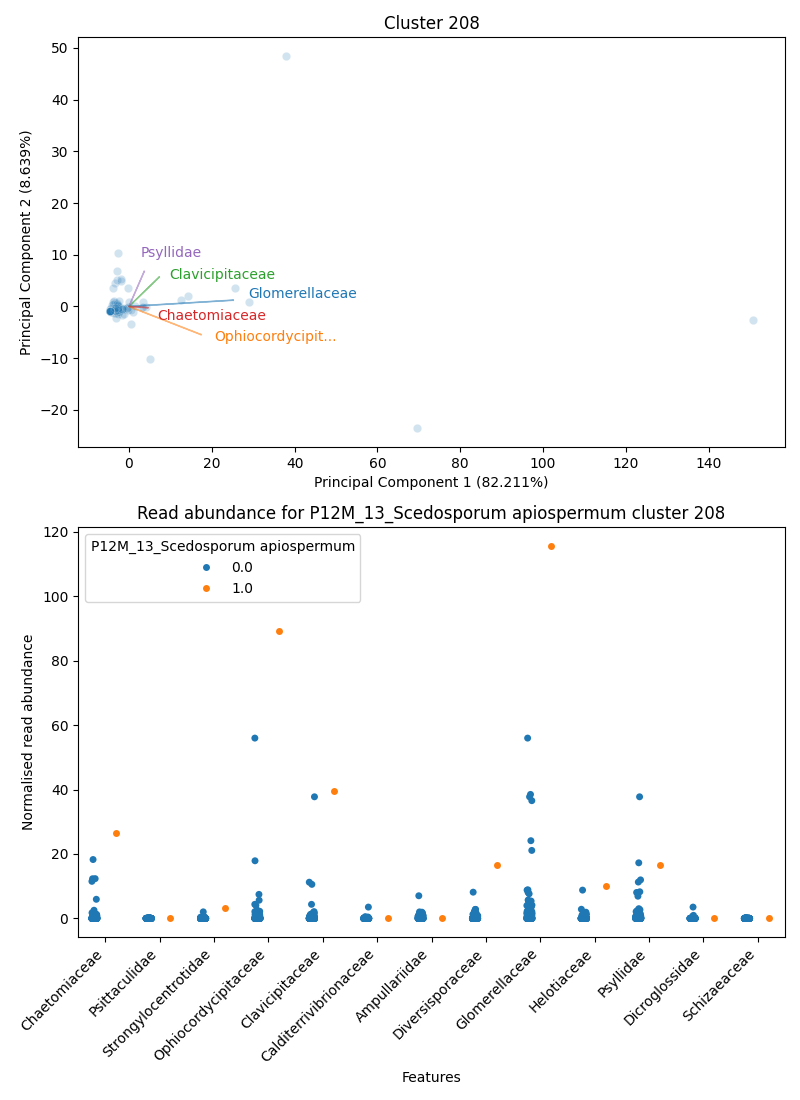 Cluster 208
Principal Component 2 (8.639%)
50
40
30
20
10
0
−10
−20
Psyllidae
Clavicipitaceae
Glomerellaceae
Chaetomiaceae
Ophiocordycipit...
0 20 40 60 80 100 120 140
Principal Component 1 (82.211%)
Read abundance for P12M_13_Scedosporum apiospermum cluster 208
Normalised read abundance
120
100
80
60
40
20
0
P12M_13_Scedosporum apiospermum
0.0
1.0
Chaetomiaceae
Psittaculidae
Strongylocentrotidae
Ophiocordycipitaceae
Clavicipitaceae
Calditerrivibrionaceae
Ampullariidae
Diversisporaceae
Glomerellaceae
Helotiaceae
Psyllidae
Dicroglossidae
Schizaeaceae
Features